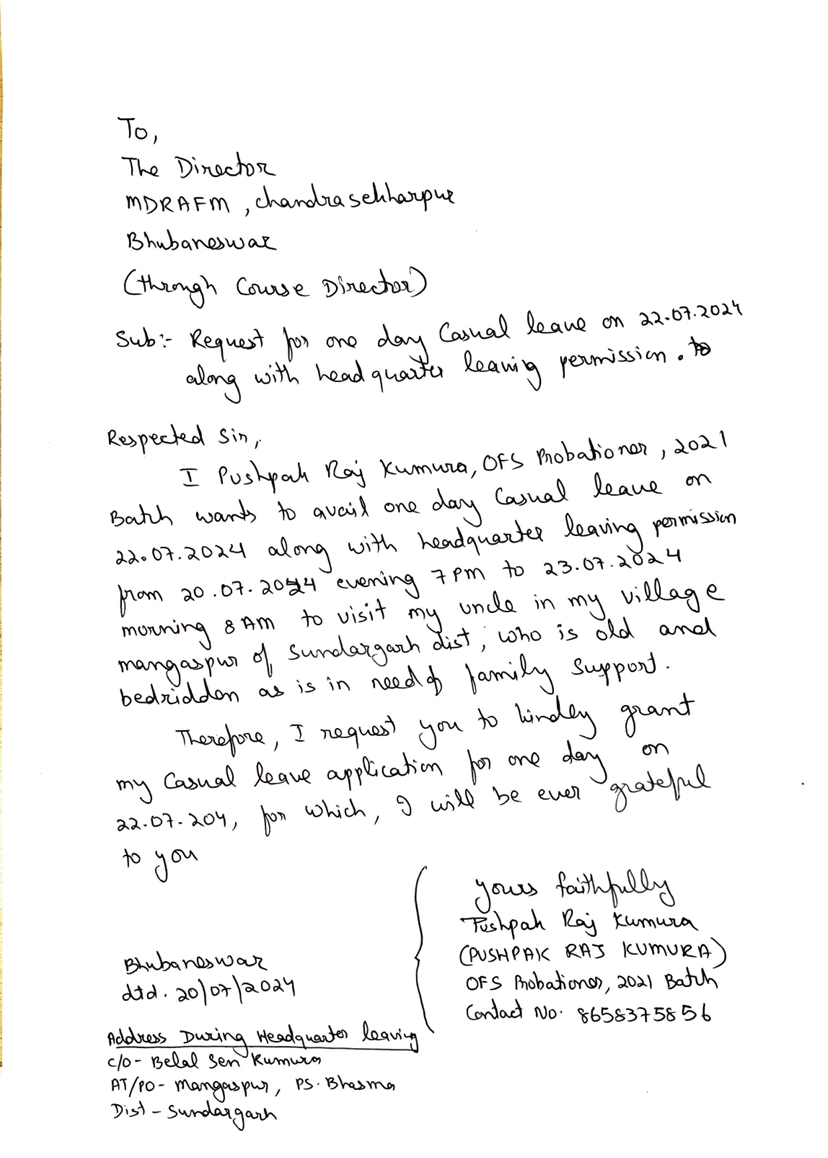 To,
The Director
MDRAFM, chandrasekharpur
Bhubaneswar
(through Course Director)
Sub:- Request for one day Casual leave on 22.07.2024
along with headquarter leaving permission. to
Respected Sir,
I Pushpak Raj Kumura, OFS Probationer, 2021
Batch wants to avail one day Casual leave on
22.07.2024 along with headquarter leaving permission
from 20.07.2024 evening 7 PM to 23.07.2024
morning 8 AM to visit my uncle in my village
mangaspur of Sundargarh dist, who is old and
bedridden as is in need of family support.
Therefore, I request you to kindley grant
my Casual leave application for one day on
22.07.204, for which, I will be ever grateful
to you
yours faithfully
Pushpak Raj Kumura
(PUSHPAK RAJ KUMURA)
OFS Probationer, 2021 Batch
Contact No. 8658375856
Bhubaneswar
dtd. 20/07/2024
Address During Headquarter leaving
C/O - Belal Sen Kumura
AT/PO - Mangaspur, PS. Bhasma
Dist - Sundargarh